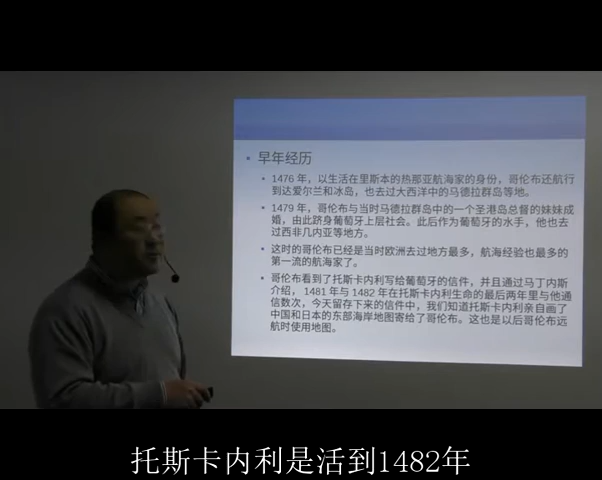 早年经历
1476 年，以生活在里斯本的热那亚航海家的身份，哥伦布还航行
到达爱尔兰和冰岛，也去过大西洋中的马德拉群岛等地。
1479 年，哥伦布与当时马德拉群岛中的一个圣港岛总督的妹妹成
婚，由此跻身葡萄牙上层社会。此后作为葡萄牙的水手，他也去
过西非几内亚等地方。
这时的哥伦布已经是当时欧洲去过地方最多，航海经验也最多的
第一流的航海家了。
哥伦布看到了托斯卡内利写给葡萄牙的信件，并且通过马丁内斯
介绍， 1481 年与 1482 年在托斯卡内利生命的最后两年里与他通
信数次，今天留存下来的信件中，我们知道托斯卡内利亲自画了
中国和日本的东部海岸地图寄给了哥伦布。这也是以后哥伦布远
航时使用地图。
托斯卡内利是活到1482年